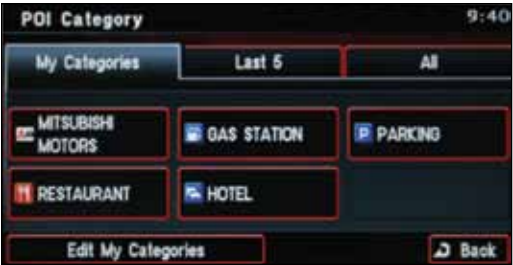 POI Category 9:40
My Categories Last 5 All
MITSUBISHI MOTORS GAS STATION P PARKING
RESTAURANT HOTEL
Edit My Categories Back